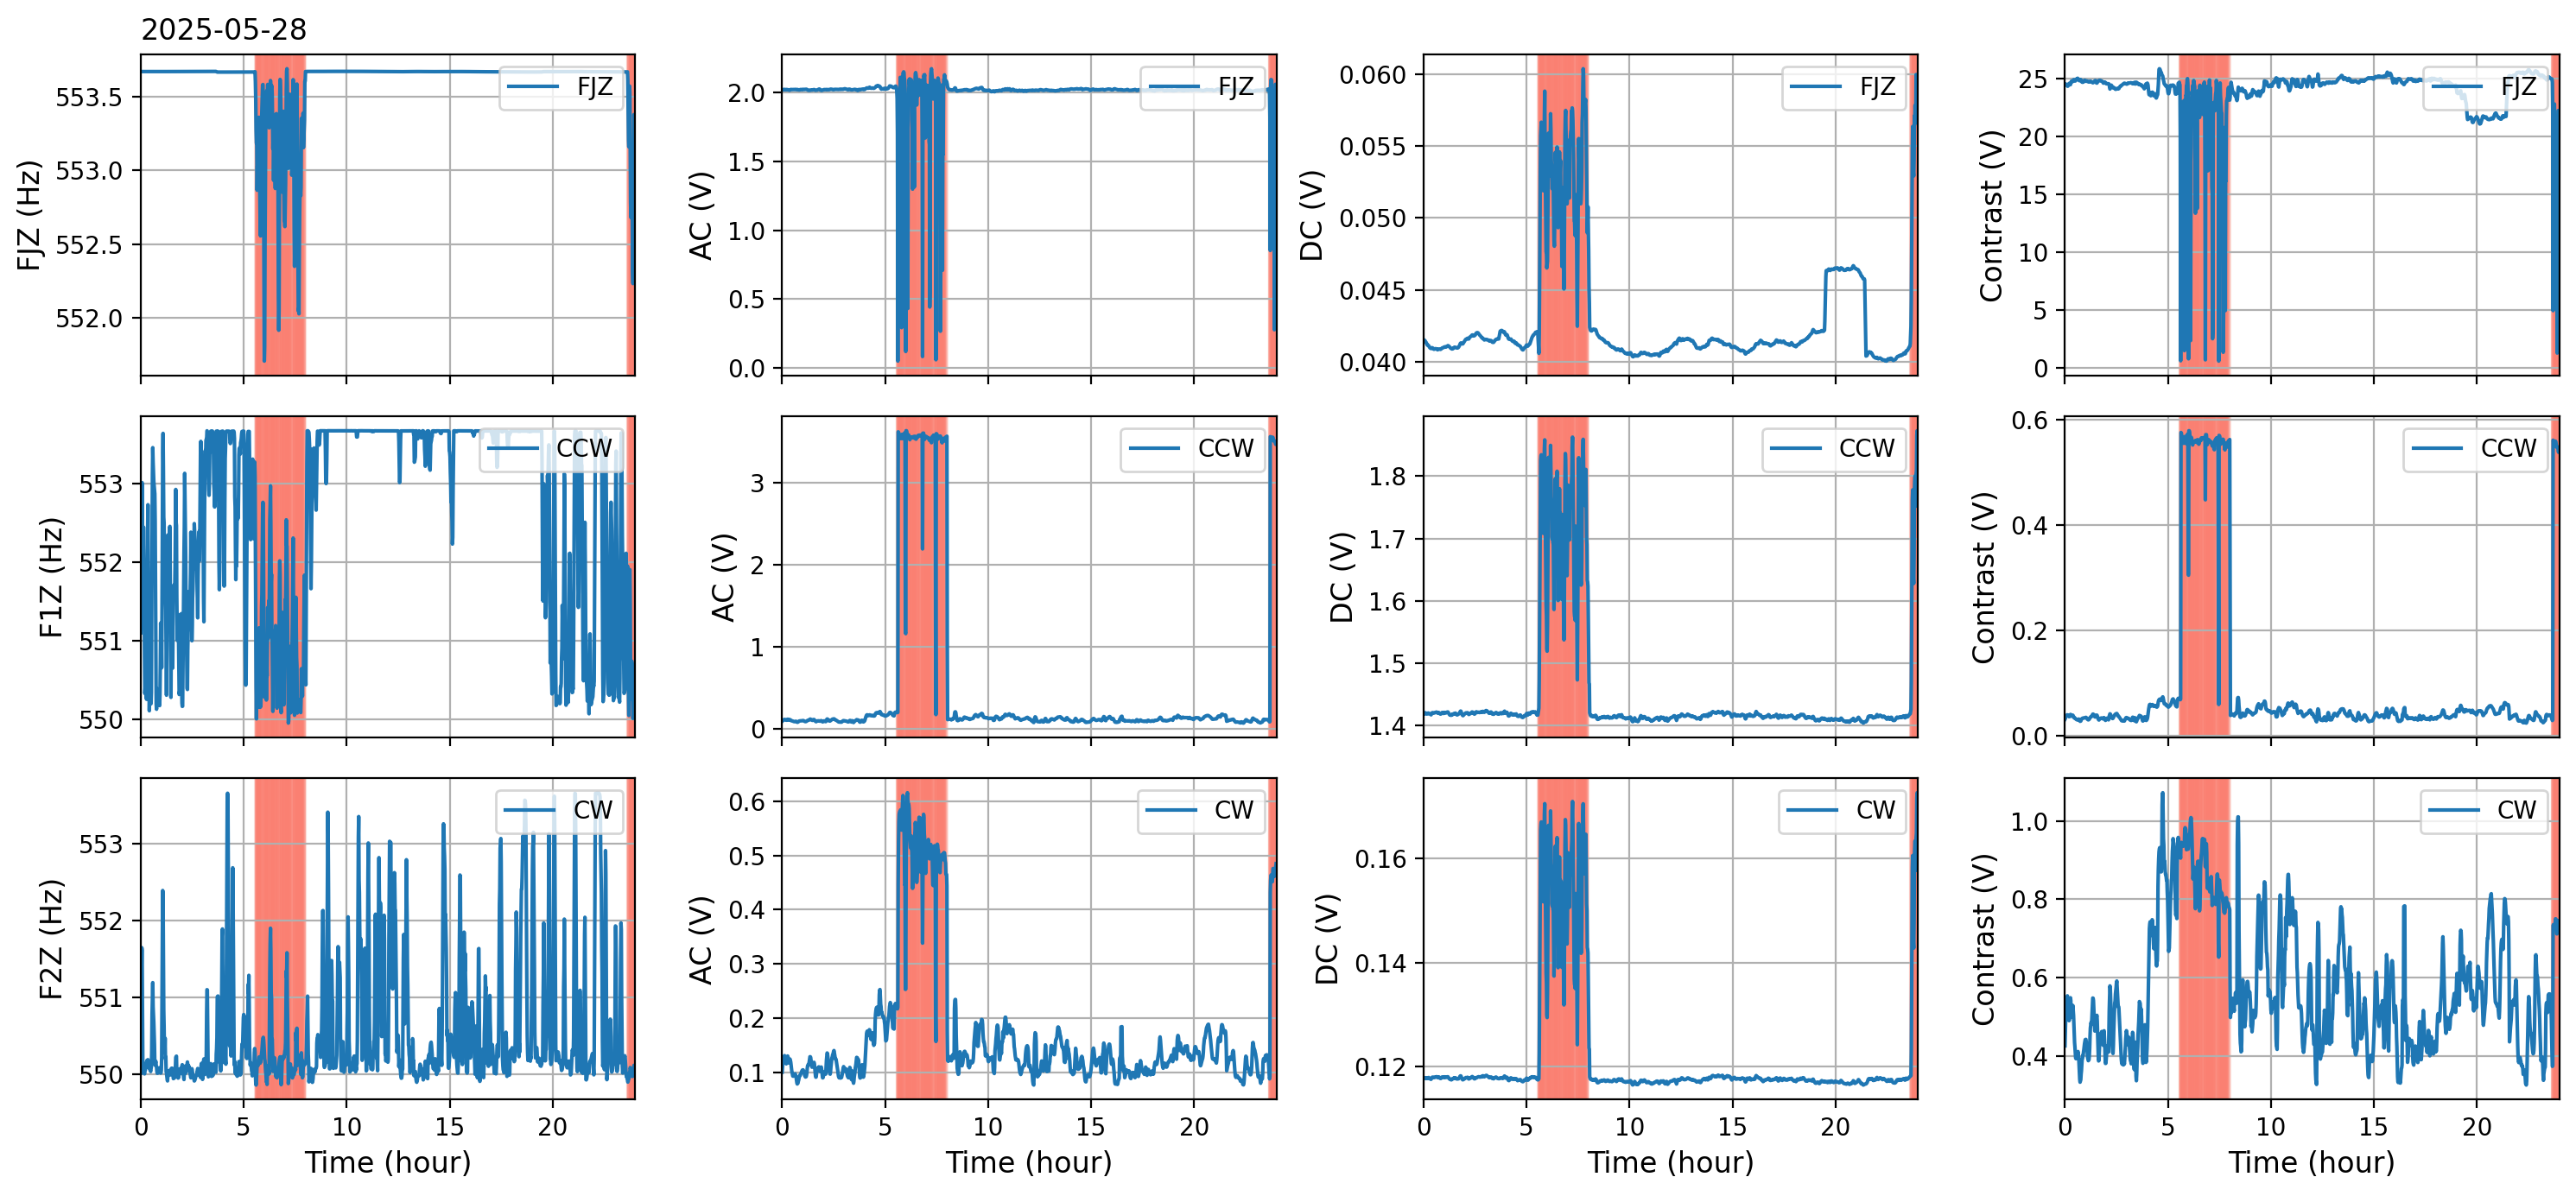 2025-05-28
FJZ (Hz)
553.5
553.0
552.5
552.0
FJZ
AC (V)
2.0
1.5
1.0
0.5
0.0
FJZ
DC (V)
0.060
0.055
0.050
0.045
0.040
FJZ
Contrast (V)
25
20
15
10
5
0
FJZ
F1Z (Hz)
553
552
551
550
CCW
AC (V)
3
2
1
0
CCW
DC (V)
1.8
1.7
1.6
1.5
1.4
CCW
Contrast (V)
0.6
0.4
0.2
0.0
CCW
F2Z (Hz)
553
552
551
550
CW
0 5 10 15 20
Time (hour)
AC (V)
0.6
0.5
0.4
0.3
0.2
0.1
CW
0 5 10 15 20
Time (hour)
DC (V)
0.16
0.14
0.12
CW
0 5 10 15 20
Time (hour)
Contrast (V)
1.0
0.8
0.6
0.4
CW
0 5 10 15 20
Time (hour)